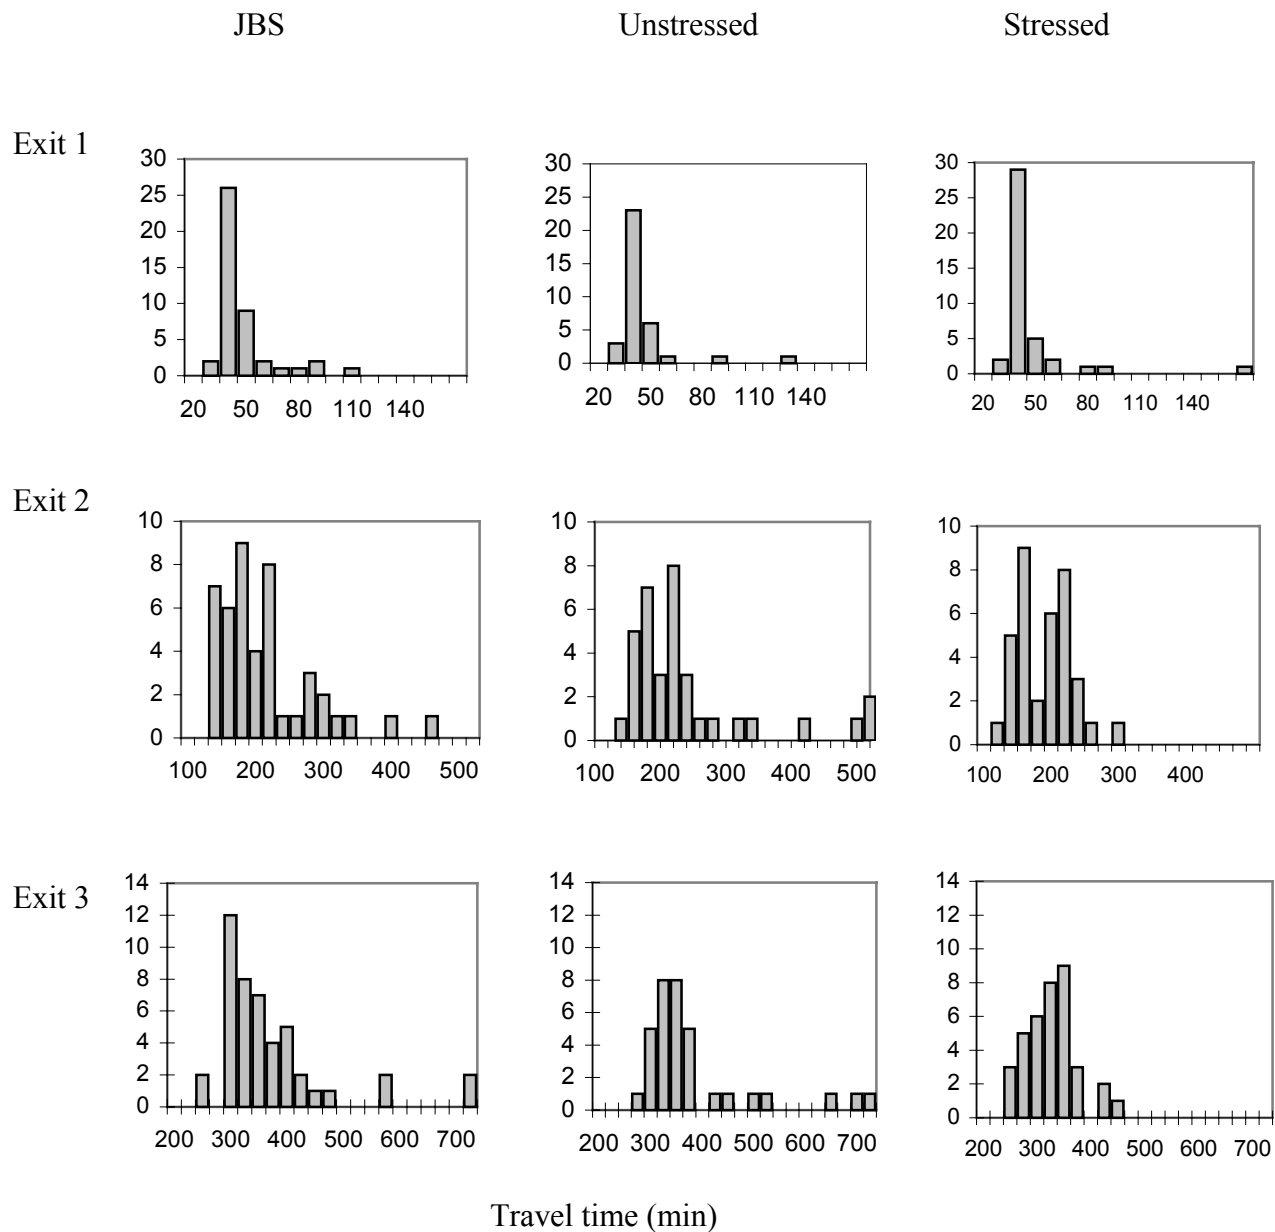 JBS Unstressed Stressed
Exit 1
30 25 20 15 10 5 0
20 50 80 110 140
30 25 20 15 10 5 0
20 50 80 110 140
30 25 20 15 10 5 0
20 50 80 110 140
Exit 2
10 8 6 4 2 0
100 200 300 400 500
10 8 6 4 2 0
100 200 300 400 500
10 8 6 4 2 0
100 200 300 400
Exit 3
14 12 10 8 6 4 2 0
200 300 400 500 600 700
14 12 10 8 6 4 2 0
200 300 400 500 600 700
14 12 10 8 6 4 2 0
200 300 400 500 600 700
Travel time (min)